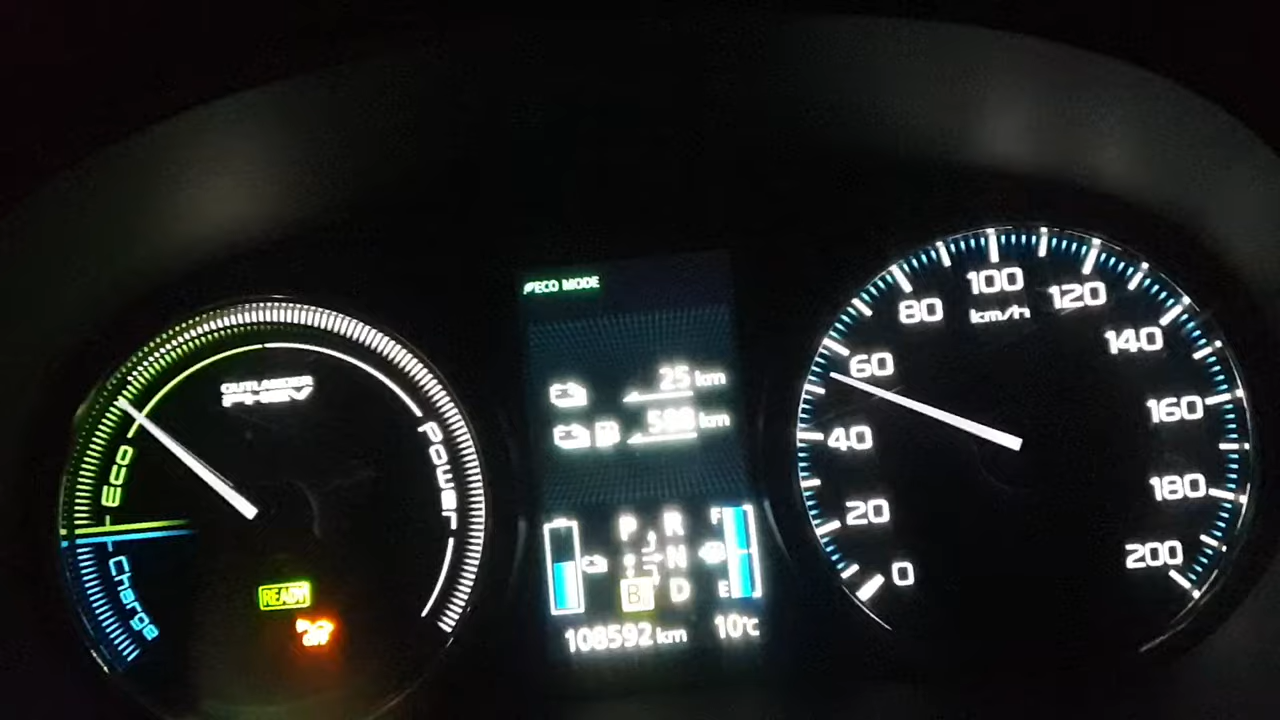 ECO MODE
OUTLANDER
PHEV
Eco
Charge
Power
READY
OFF
25 km
km
P R
N
B D
F
E
108592 km
10°C
0
20
40
60
80
100
120
140
160
180
200
km/h